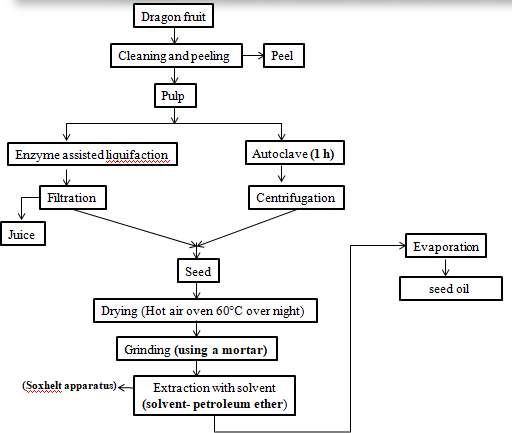 Dragon fruit
Cleaning and peeling
Peel
Pulp
Enzyme assisted liquifaction
Autoclave (1 h)
Filtration
Centrifugation
Juice
Evaporation
Seed
seed oil
Drying (Hot air oven 60°C over night)
Grinding (using a mortar)
(Soxhelt apparatus)
Extraction with solvent
(solvent- petroleum ether)